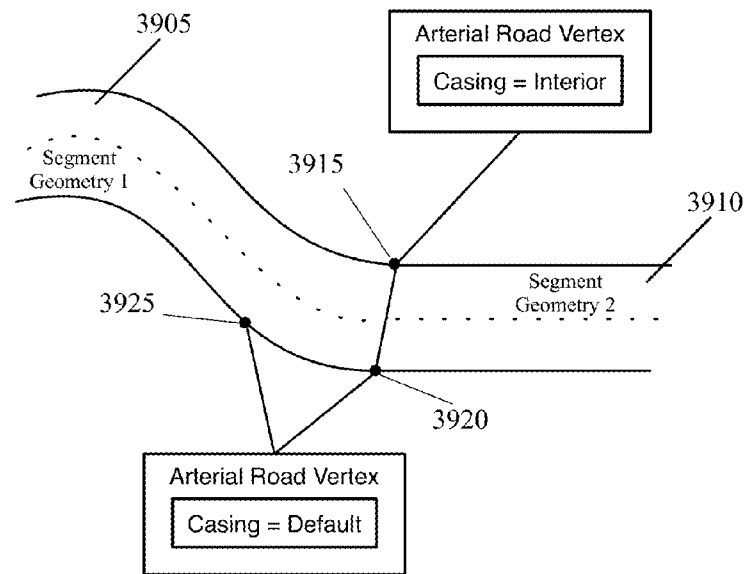 3905
Arterial Road Vertex
Casing = Interior
Segment
Geometry 1
3915
3910
Segment
Geometry 2
3925
3920
Arterial Road Vertex
Casing = Default